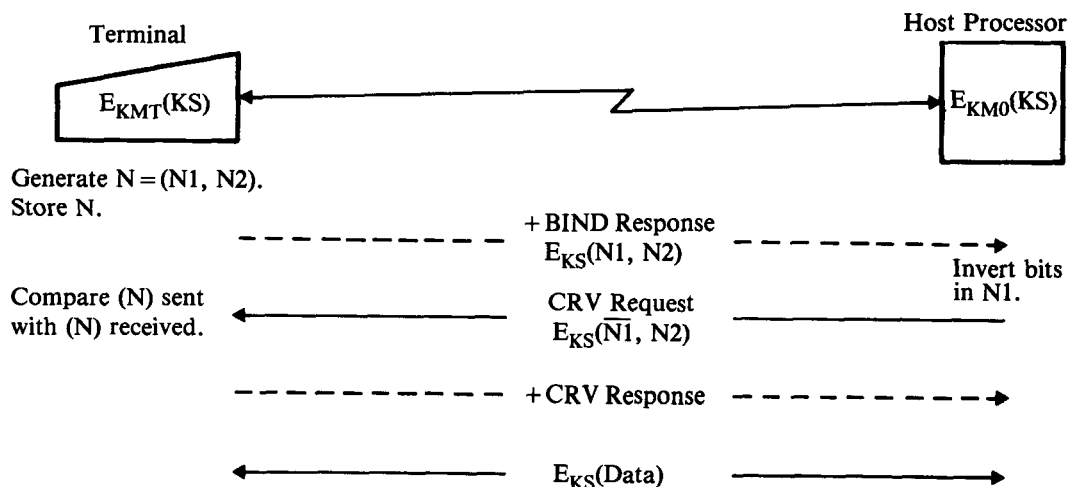 Terminal
Host Processor
E_KMT(KS)
E_KM0(KS)
Generate N = (N1, N2).
Store N.
+ BIND Response
E_KS(N1, N2)
Invert bits
in N1.
Compare (N) sent
with (N) received.
CRV Request
E_KS(N̅1̅, N2)
+ CRV Response
E_KS(Data)